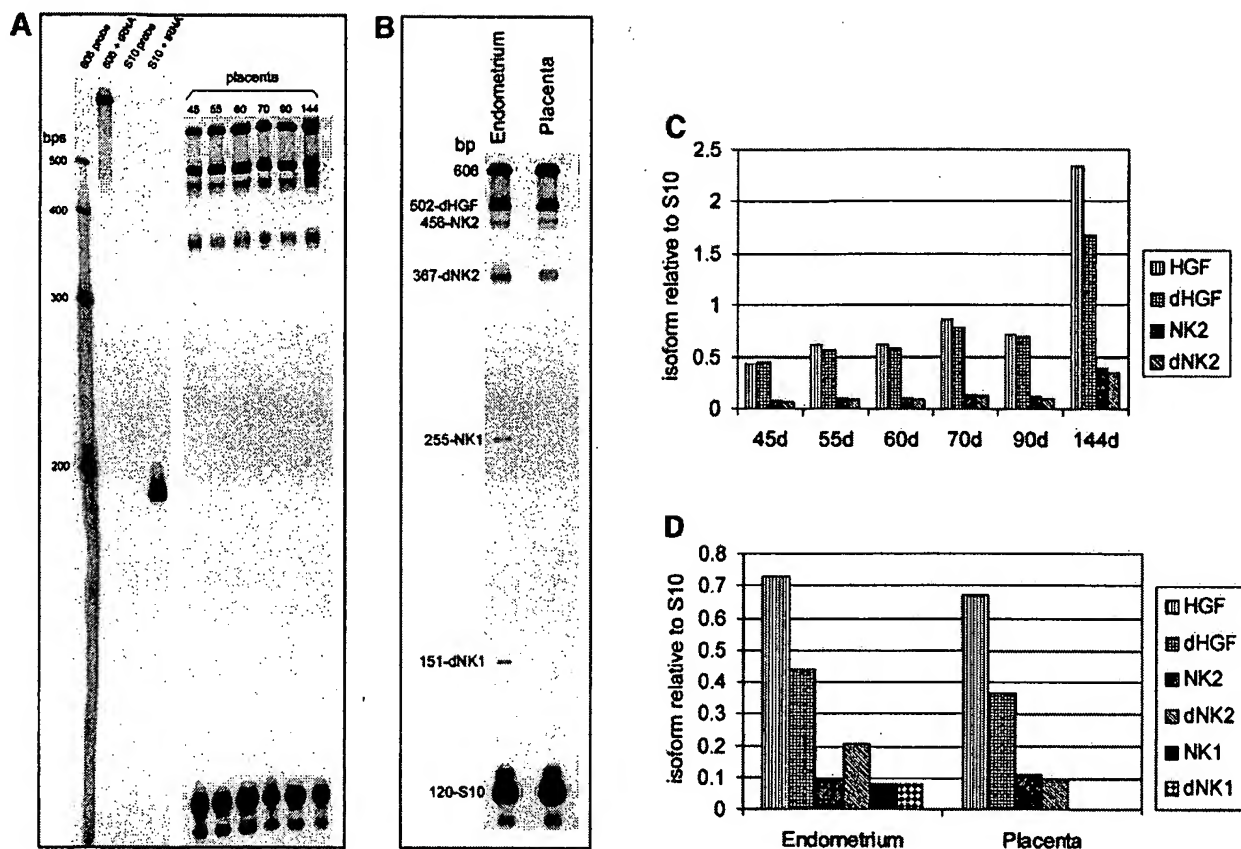 A
606 probe
606 + tRNA
S10 probe
S10 + tRNA
placenta
45 55 60 70 90 144
bps
500
400
300
200
B
Endometrium
Placenta
bp
606
502-dHGF
456-NK2
367-dNK2
255-NK1
151-dNK1
120-S10
C
isoform relative to S10
2.5
2
1.5
1
0.5
0
45d 55d 60d 70d 90d 144d
HGF
dHGF
NK2
dNK2
D
isoform relative to S10
0.8
0.7
0.6
0.5
0.4
0.3
0.2
0.1
0
Endometrium Placenta
HGF
dHGF
NK2
dNK2
NK1
dNK1